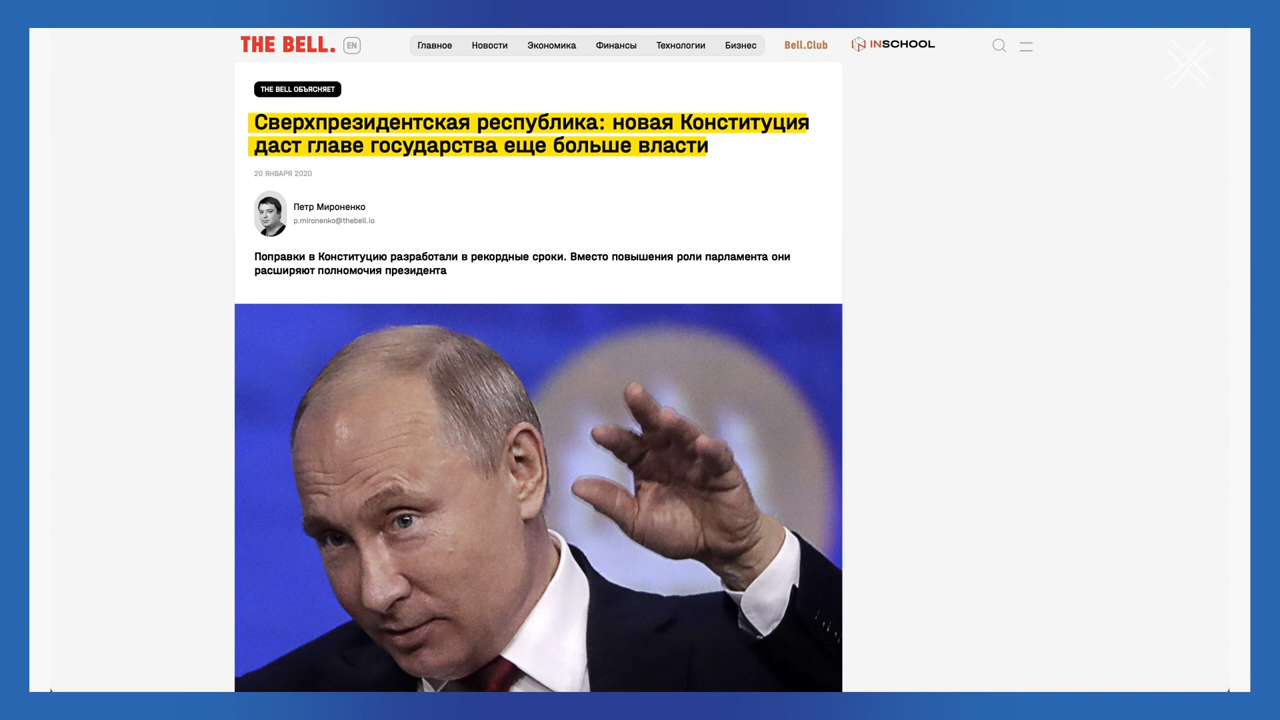 THE BELL. EN Главное Новости Экономика Финансы Технологии Бизнес Bell.Club INSCHOOL
THE BELL ОБЪЯСНЯЕТ
Сверхпрезидентская республика: новая Конституция
даст главе государства еще больше власти
20 ЯНВАРЯ 2020
Петр Мироненко
p.mironenko@thebell.io
Поправки в Конституцию разработали в рекордные сроки. Вместо повышения роли парламента они
расширяют полномочия президента